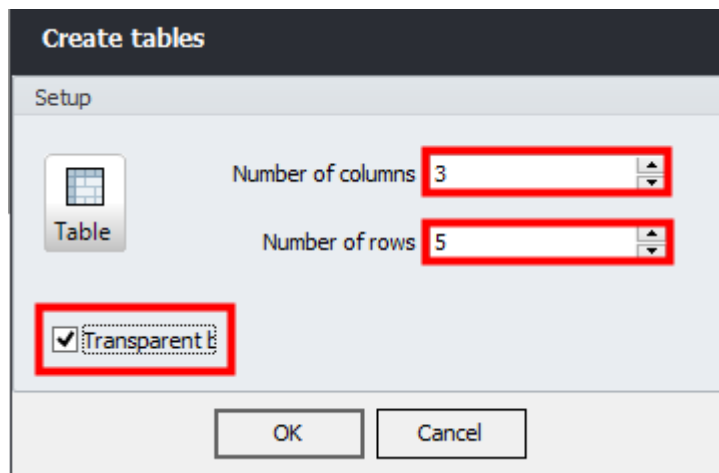 Create tables
Setup
Number of columns 3
Table
Number of rows 5
Transparent
OK
Cancel